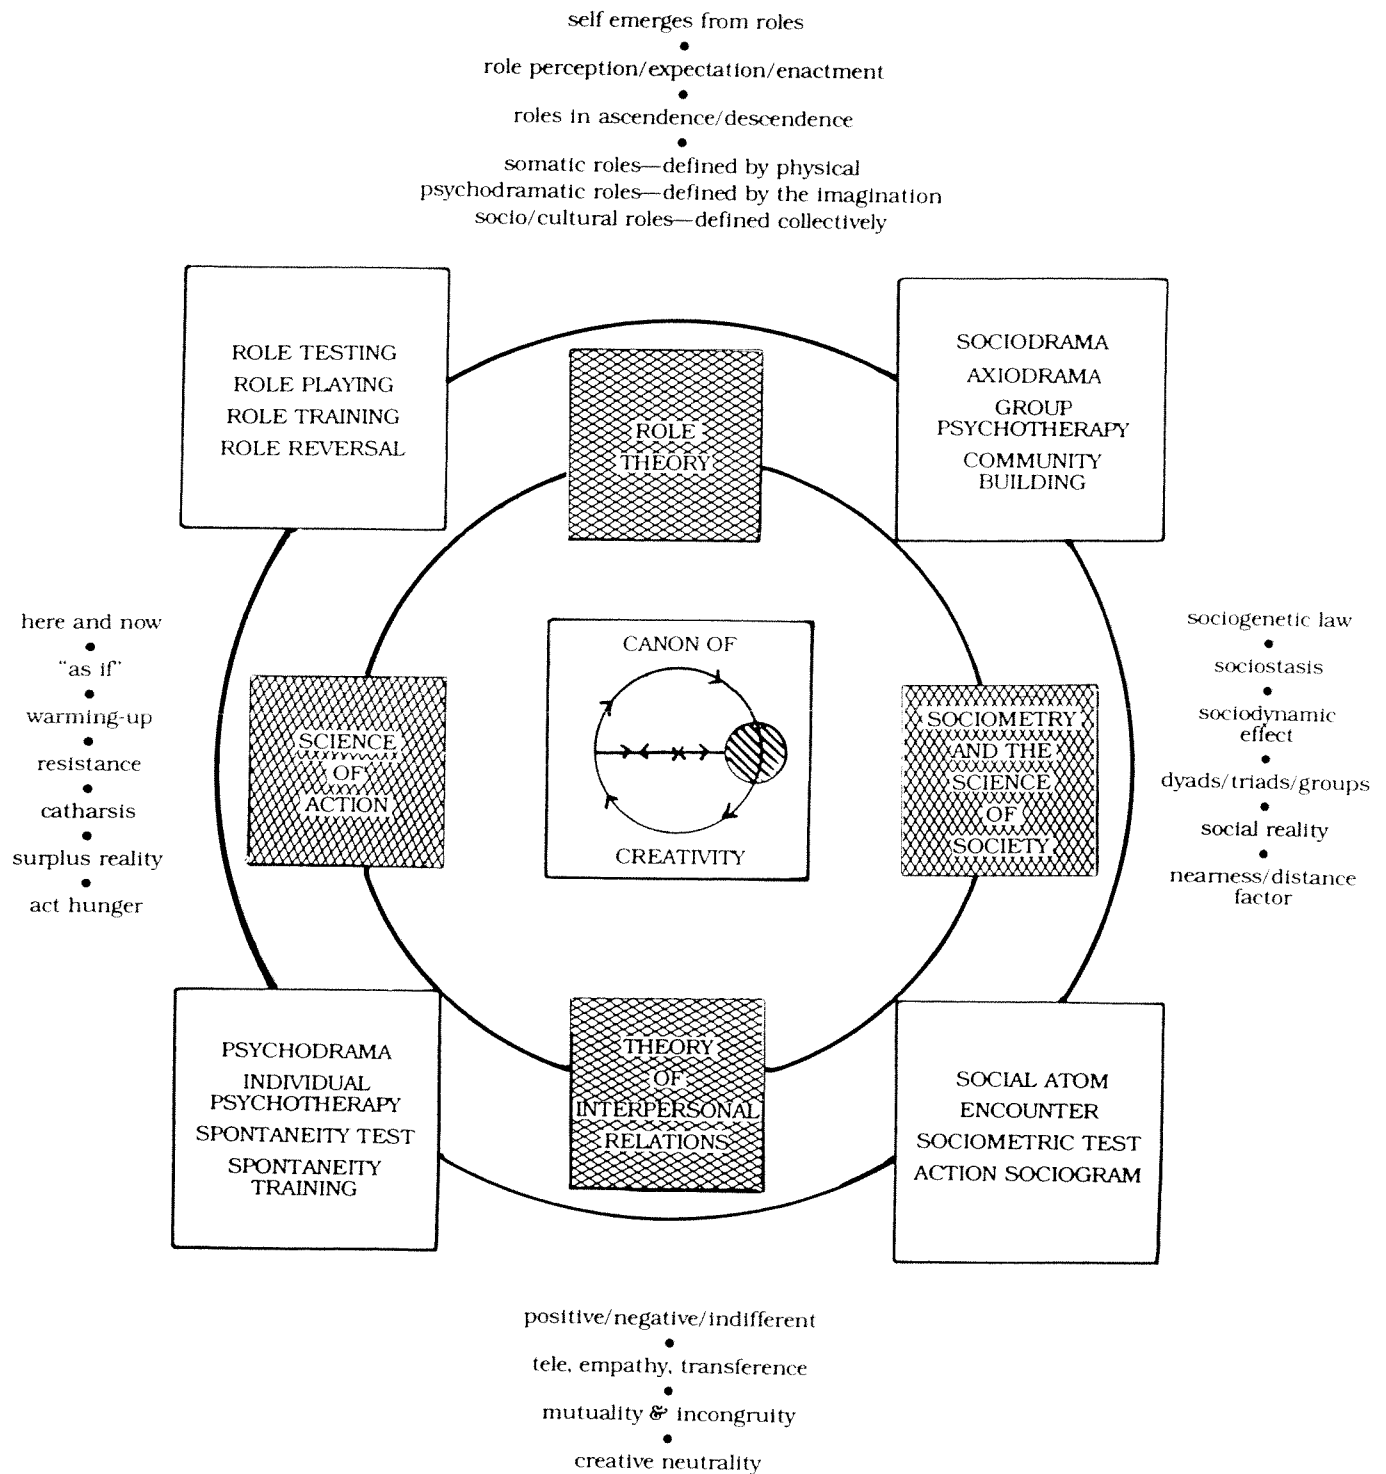 self emerges from roles
role perception/expectation/enactment
roles in ascendence/descendence
somatic roles—defined by physical
psychodramatic roles—defined by the imagination
socio/cultural roles—defined collectively
ROLE TESTING
ROLE PLAYING
ROLE TRAINING
ROLE REVERSAL
ROLE
THEORY
SOCIODRAMA
AXIODRAMA
GROUP
PSYCHOTHERAPY
COMMUNITY
BUILDING
here and now
"as if"
warming-up
resistance
catharsis
surplus reality
act hunger
SCIENCE
OF
ACTION
CANON OF
CREATIVITY
SOCIOMETRY
AND THE
SCIENCE
OF
SOCIETY
sociogenetic law
sociostasis
sociodynamic
effect
dyads/triads/groups
social reality
nearness/distance
factor
PSYCHODRAMA
INDIVIDUAL
PSYCHOTHERAPY
SPONTANEITY TEST
SPONTANEITY
TRAINING
THEORY
OF
INTERPERSONAL
RELATIONS
SOCIAL ATOM
ENCOUNTER
SOCIOMETRIC TEST
ACTION SOCIOGRAM
positive/negative/indifferent
tele, empathy, transference
mutuality & incongruity
creative neutrality